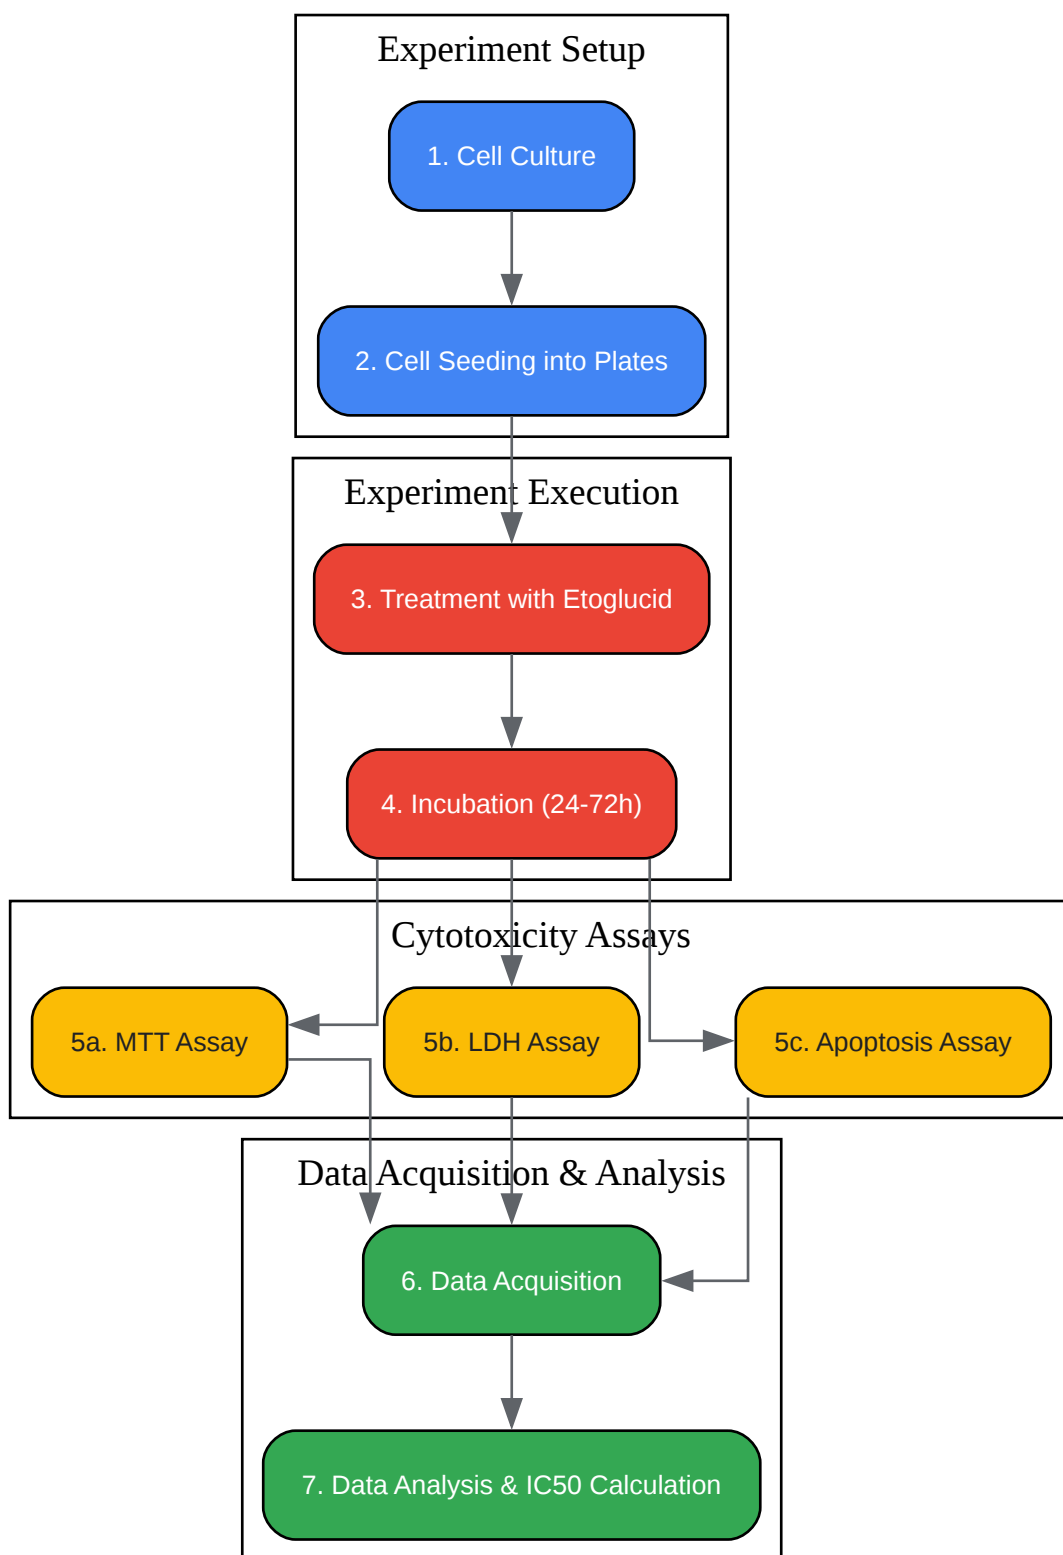 Experiment Setup
1. Cell Culture
2. Cell Seeding into Plates
Experiment Execution
3. Treatment with Etoglucid
4. Incubation (24-72h)
Cytotoxicity Assays
5a. MTT Assay
5b. LDH Assay
5c. Apoptosis Assay
Data Acquisition & Analysis
6. Data Acquisition
7. Data Analysis & IC50 Calculation